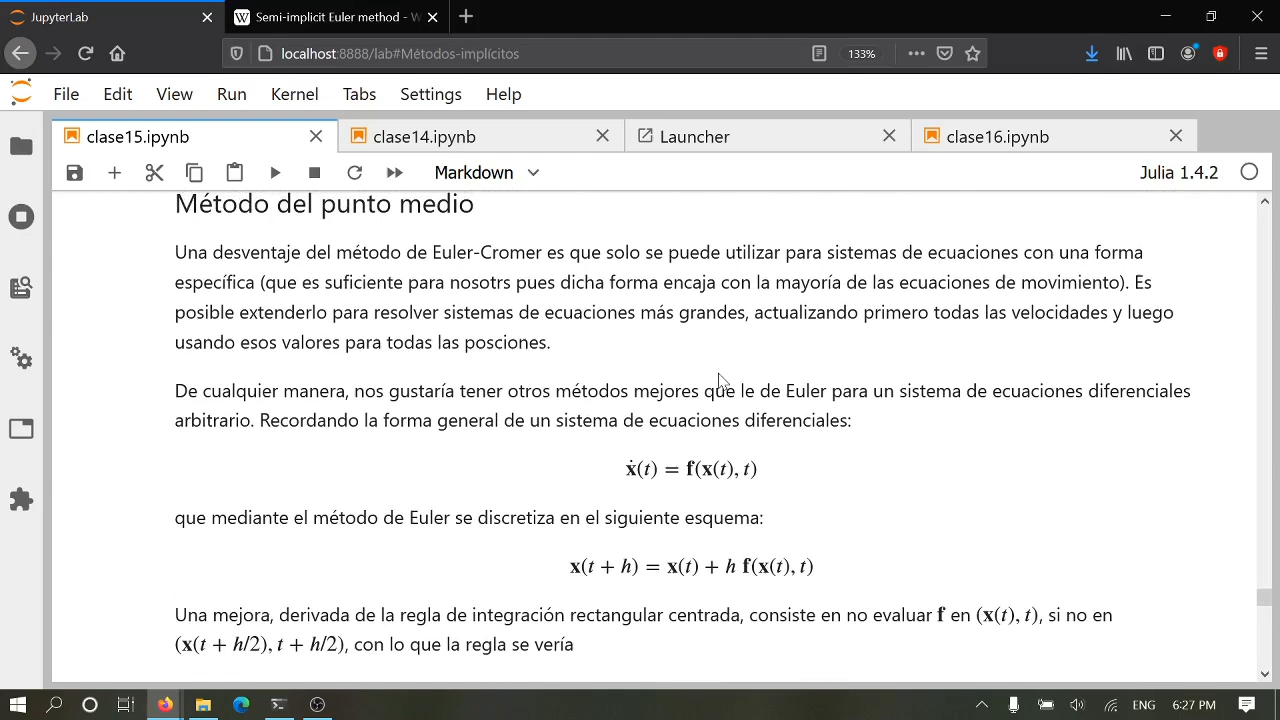 JupyterLab
Semi-implicit Euler method - W
localhost:8888/lab#Métodos-implícitos
133%
File Edit View Run Kernel Tabs Settings Help
clase15.ipynb
clase14.ipynb
Launcher
clase16.ipynb
Markdown
Julia 1.4.2
Método del punto medio
Una desventaje del método de Euler-Cromer es que solo se puede utilizar para sistemas de ecuaciones con una forma
específica (que es suficiente para nosotrs pues dicha forma encaja con la mayoría de las ecuaciones de movimiento). Es
posible extenderlo para resolver sistemas de ecuaciones más grandes, actualizando primero todas las velocidades y luego
usando esos valores para todas las posciones.
De cualquier manera, nos gustaría tener otros métodos mejores que le de Euler para un sistema de ecuaciones diferenciales
arbitrario. Recordando la forma general de un sistema de ecuaciones diferenciales:
ẋ(t) = f(x(t), t)
que mediante el método de Euler se discretiza en el siguiente esquema:
x(t + h) = x(t) + h f(x(t), t)
Una mejora, derivada de la regla de integración rectangular centrada, consiste en no evaluar f en (x(t), t), si no en
(x(t + h/2), t + h/2), con lo que la regla se vería
6:27 PM